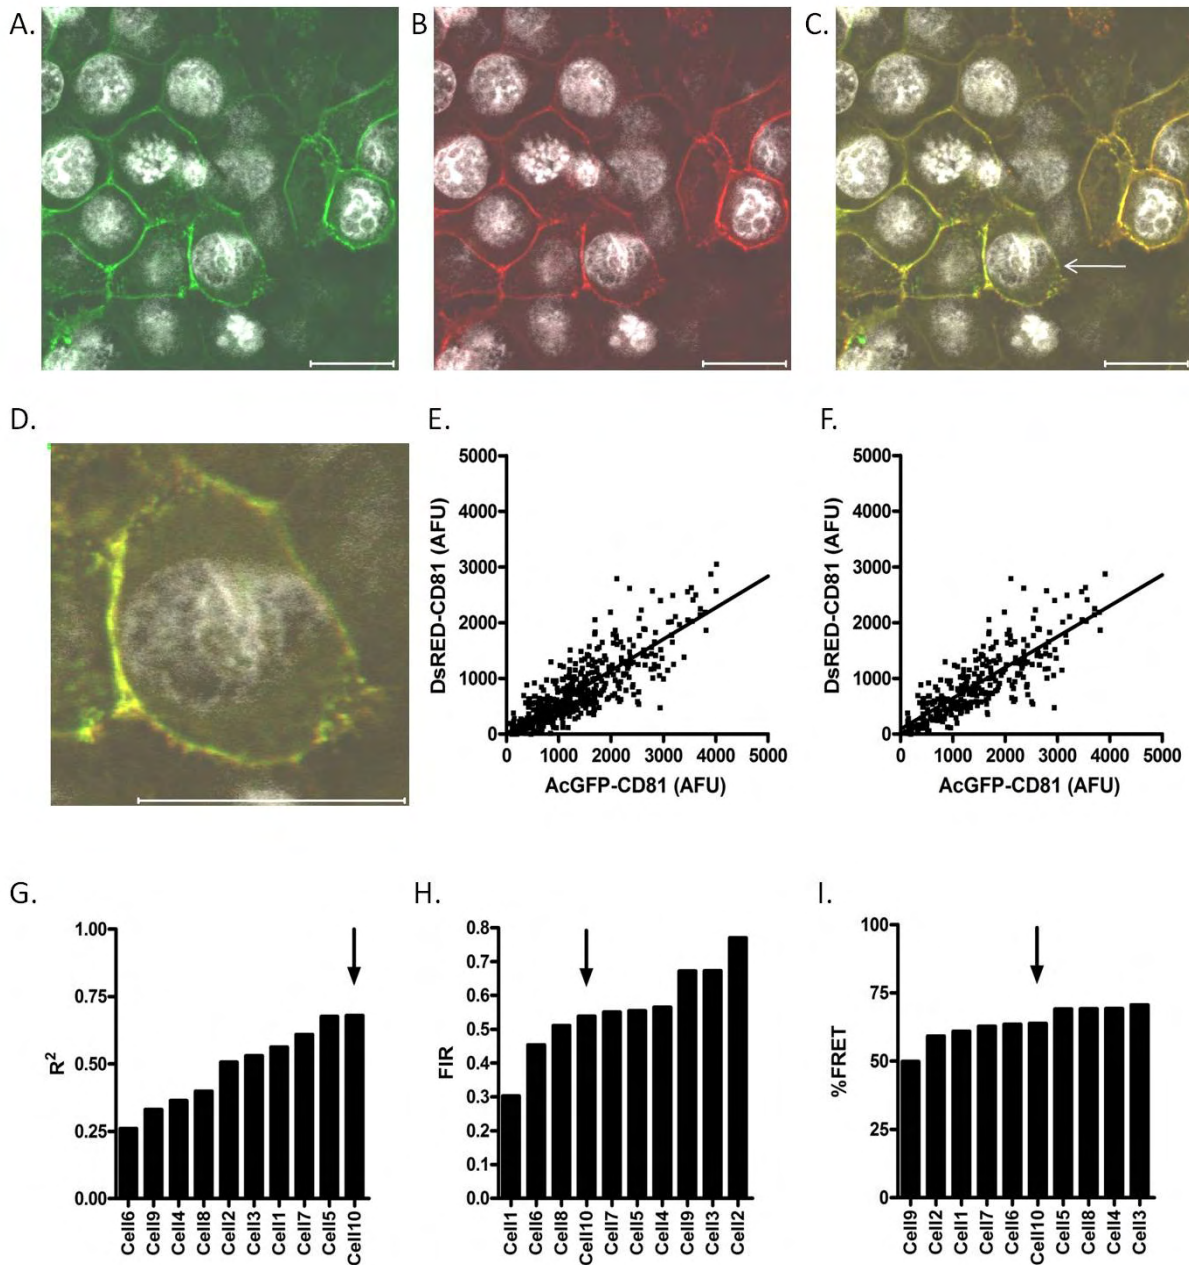 A.
B
C.
D.
E.
F.
5000
4000
3000
2000
1000
0
DsRED-CD81 (AFU)
0 1000 2000 3000 4000 5000
AcGFP-CD81 (AFU)
5000
4000
3000
2000
1000
0
DsRED-CD81 (AFU)
0 1000 2000 3000 4000 5000
AcGFP-CD81 (AFU)
G.
H.
I.
1.00
0.75
0.50
0.25
0.00
R²
Cell6 Cell9 Cell4 Cell8 Cell2 Cell3 Cell1 Cell7 Cell5 Cell10
0.8
0.7
0.6
0.5
0.4
0.3
0.2
0.1
0.0
FIR
Cell1 Cell6 Cell8 Cell10 Cell7 Cell5 Cell4 Cell9 Cell3 Cell2
100
75
50
25
0
%FRET
Cell9 Cell2 Cell1 Cell7 Cell6 Cell10 Cell5 Cell8 Cell4 Cell3